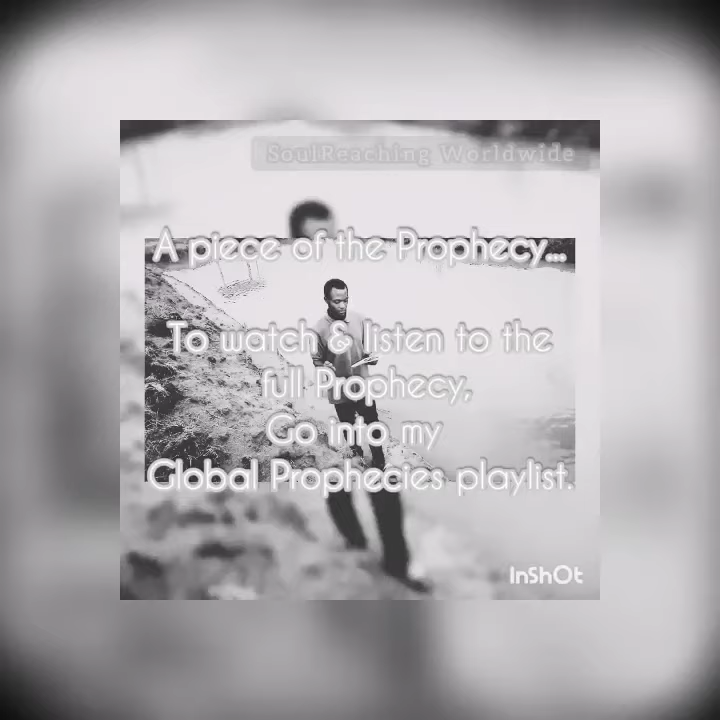 SoulReaching Worldwide
A piece of the Prophecy...
To watch & listen to the
full Prophecy,
Go into my
Global Prophecies playlist.
InShOt